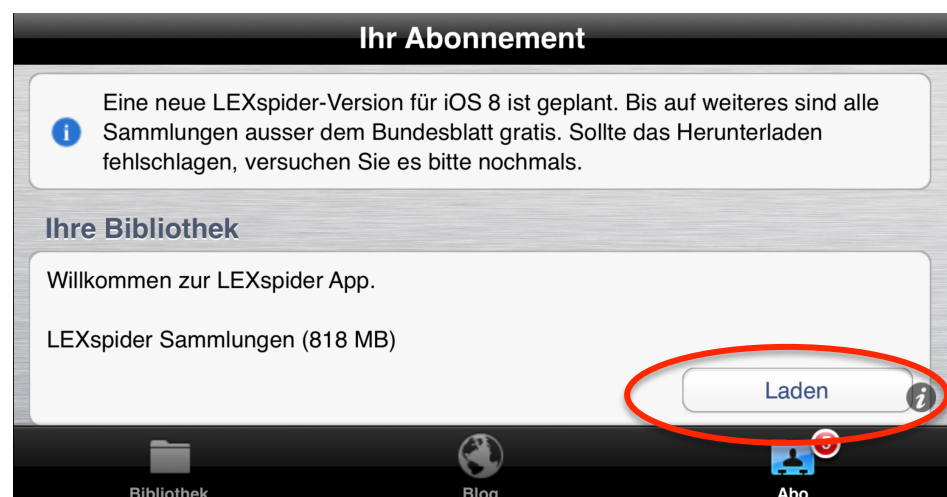 Ihr Abonnement
Eine neue LEXspider-Version für iOS 8 ist geplant. Bis auf weiteres sind alle
Sammlungen ausser dem Bundesblatt gratis. Sollte das Herunterladen
fehlschlagen, versuchen Sie es bitte nochmals.
Ihre Bibliothek
Willkommen zur LEXspider App.
LEXspider Sammlungen (818 MB)
Laden
5
Bibliothek
Blog
Abo